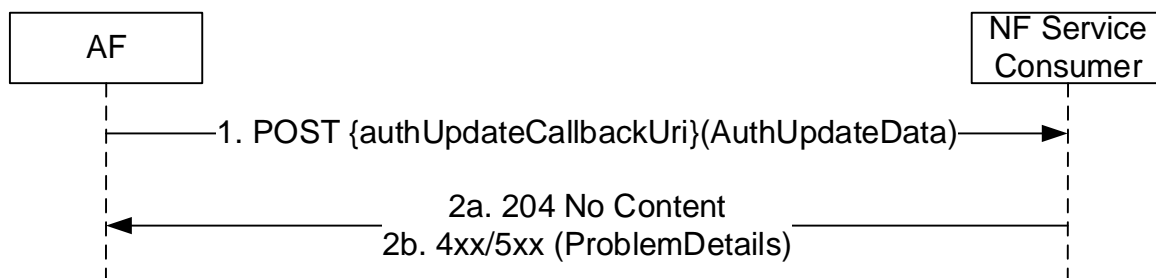 AF
NF Service
Consumer
1. POST {authUpdateCallbackUri}(AuthUpdateData)
2a. 204 No Content
2b. 4xx/5xx (ProblemDetails)